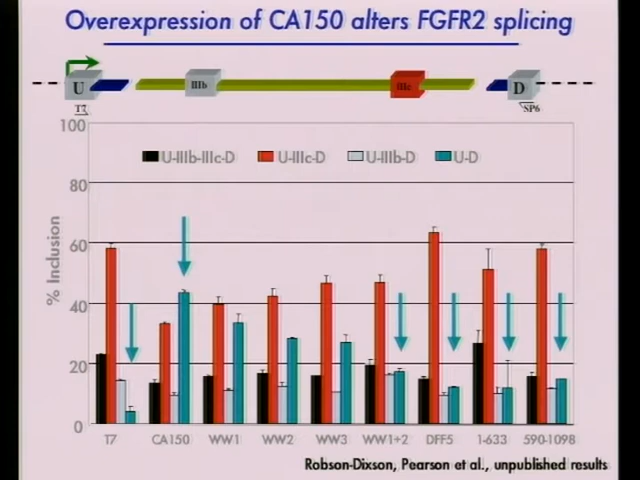 Overexpression of CA150 alters FGFR2 splicing
U IIIb IIIc D
T7 SP6
100
U-IIIb-IIIc-D U-IIIc-D U-IIIb-D U-D
80
60
40
20
0
% Inclusion
T7 CA150 WW1 WW2 WW3 WW1+2 DFF5 1-633 590-1098
Robson-Dixson, Pearson et al., unpublished results